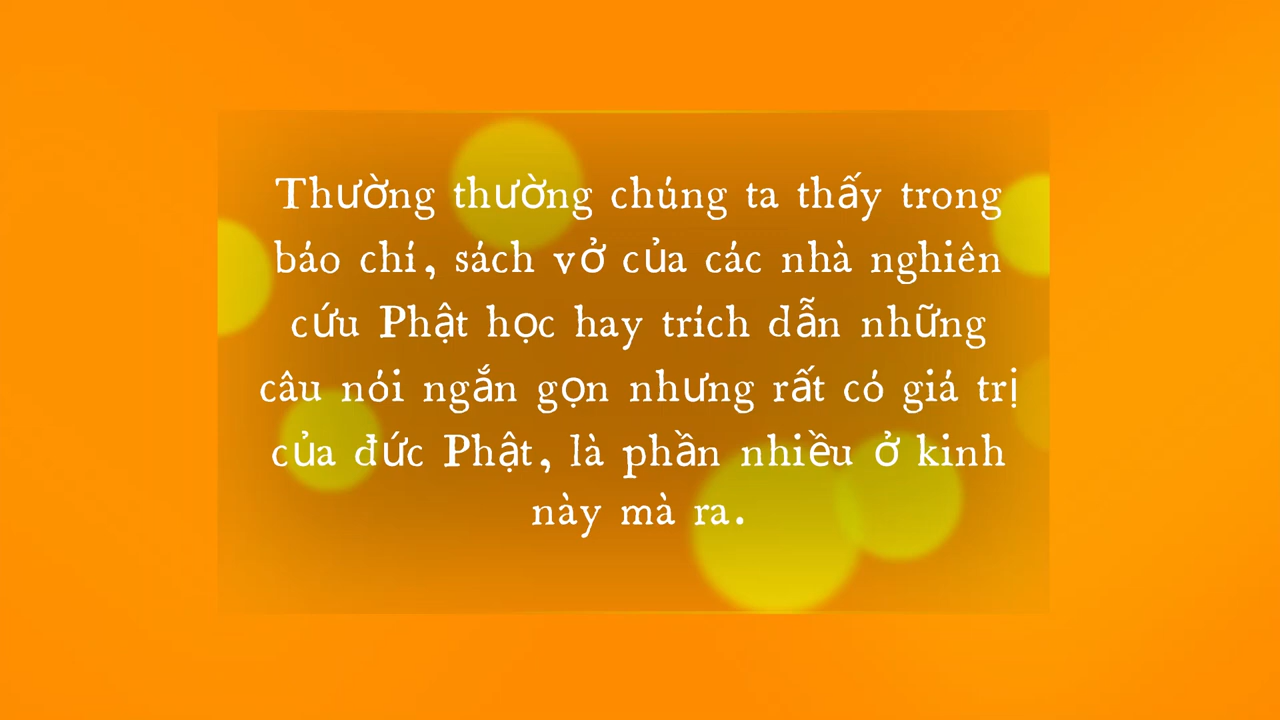 Thường thường chúng ta thấy trong
báo chí, sách vở của các nhà nghiên
cứu Phật học hay trích dẫn những
câu nói ngắn gọn nhưng rất có giá trị
của đức Phật, là phần nhiều ở kinh
này mà ra.